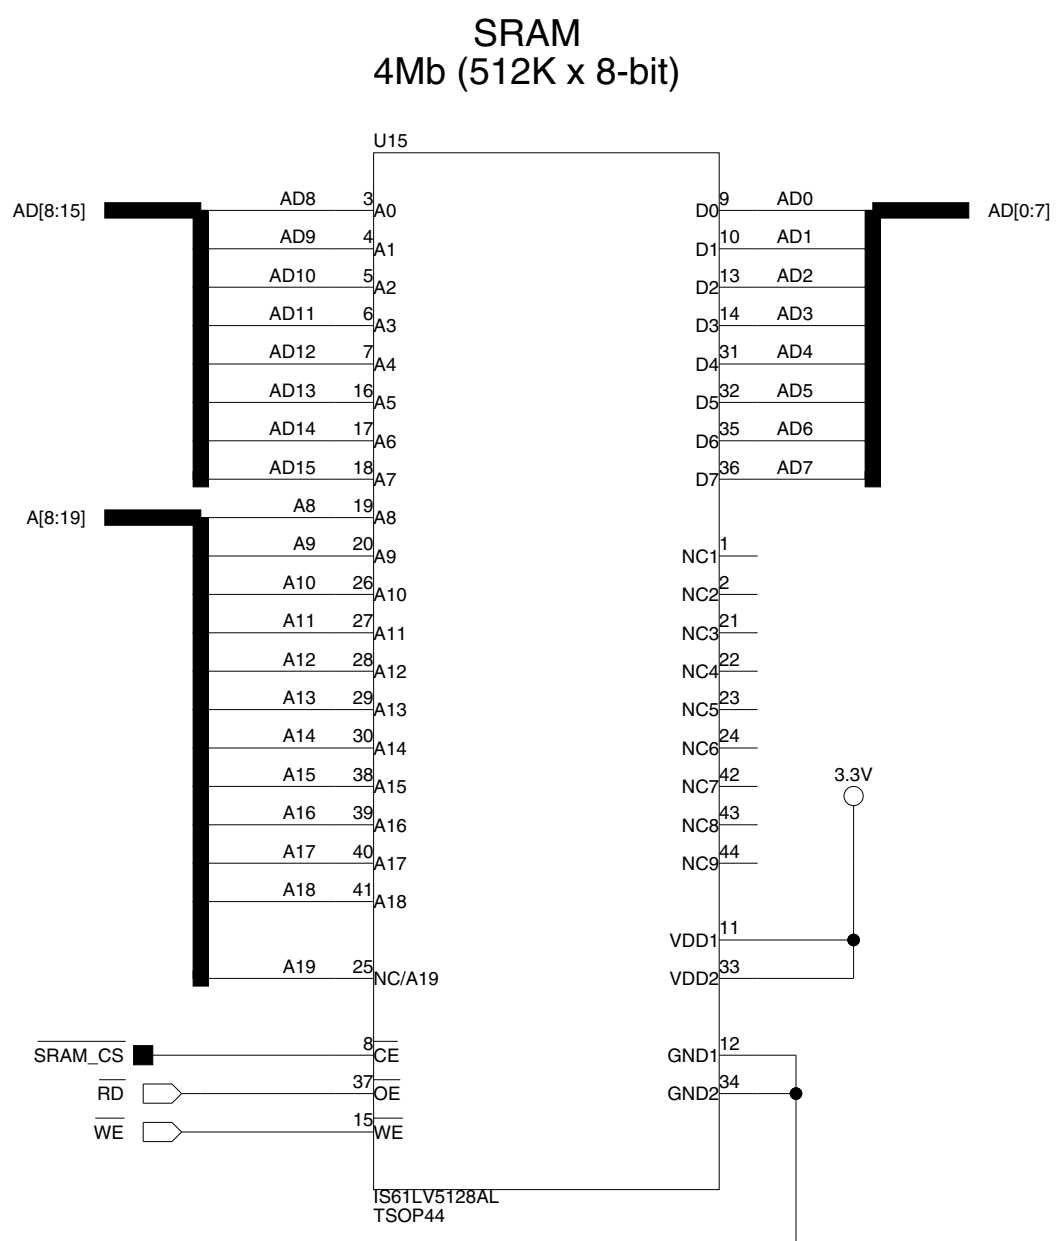 SRAM
4Mb (512K x 8-bit)
U15
AD[8:15] AD8 3 A0 D0 9 AD0 AD[0:7]
AD9 4 A1 D1 10 AD1
AD10 5 A2 D2 13 AD2
AD11 6 A3 D3 14 AD3
AD12 7 A4 D4 31 AD4
AD13 16 A5 D5 32 AD5
AD14 17 A6 D6 35 AD6
AD15 18 A7 D7 36 AD7
A[8:19] A8 19 A8
A9 20 A9 NC1 1
A10 26 A10 NC2 2
A11 27 A11 NC3 21
A12 28 A12 NC4 22
A13 29 A13 NC5 23
A14 30 A14 NC6 24
A15 38 A15 NC7 42 3.3V
A16 39 A16 NC8 43
A17 40 A17 NC9 44
A18 41 A18
VDD1 11
A19 25 NC/A19 VDD2 33
SRAM_CS 8 CE GND1 12
RD 37 OE GND2 34
WE 15 WE
IS61LV5128AL
TSOP44